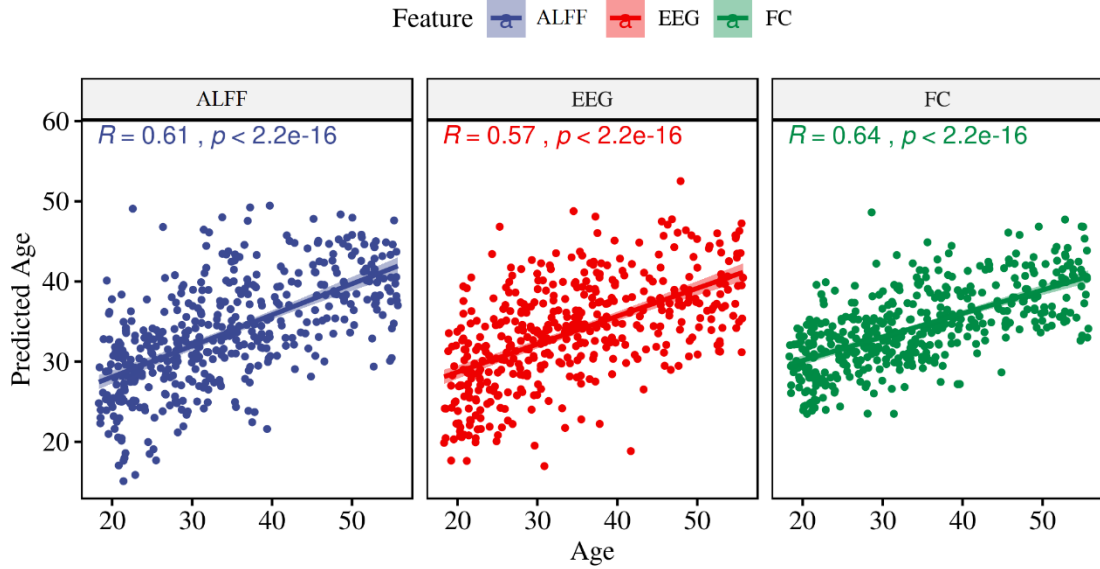 Feature a ALFF a EEG a FC
ALFF EEG FC
R = 0.61 , p < 2.2e-16 R = 0.57 , p < 2.2e-16 R = 0.64 , p < 2.2e-16
60
50
40
30
20
Predicted Age
20 30 40 50 20 30 40 50 20 30 40 50
Age